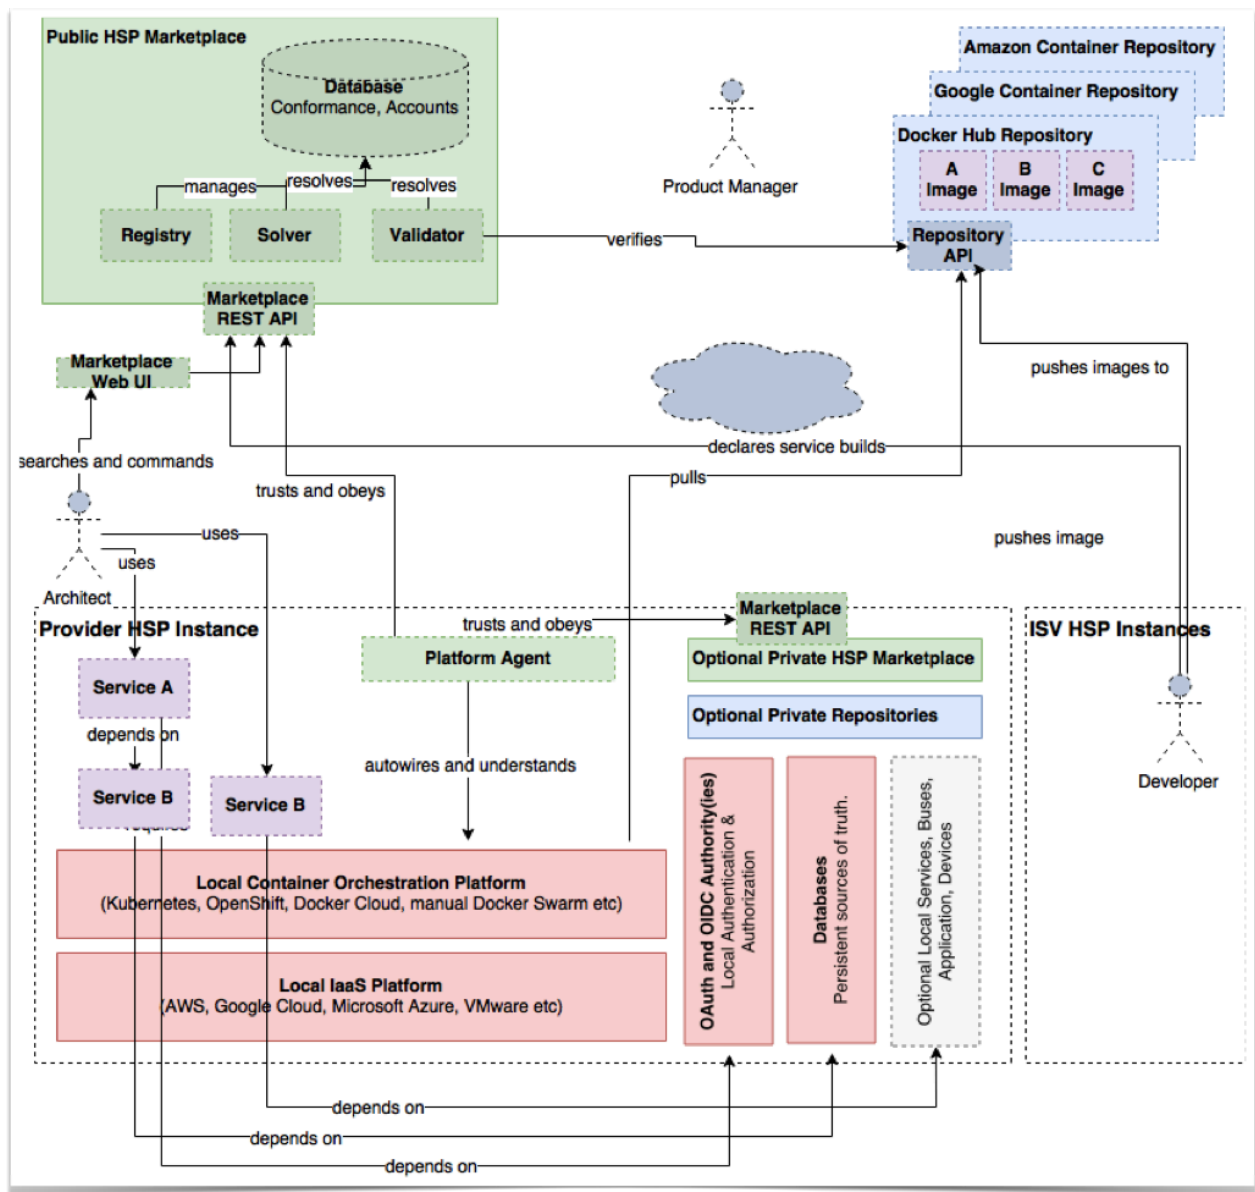 Public HSP Marketplace
Database
Conformance, Accounts
manages
resolves
resolves
Registry
Solver
Validator
Marketplace
REST API
Marketplace
Web UI
Product Manager
Amazon Container Repository
Google Container Repository
Docker Hub Repository
A
Image
B
Image
C
Image
Repository
API
verifies
pushes images to
declares service builds
searches and commands
trusts and obeys
pulls
uses
uses
pushes image
Architect
Provider HSP Instance
trusts and obeys
Marketplace
REST API
Platform Agent
Optional Private HSP Marketplace
Optional Private Repositories
ISV HSP Instances
Developer
Service A
depends on
Service B
Service B
autowires and understands
Local Container Orchestration Platform
(Kubernetes, OpenShift, Docker Cloud, manual Docker Swarm etc)
Local IaaS Platform
(AWS, Google Cloud, Microsoft Azure, VMware etc)
OAuth and OIDC Authority(ies)
Local Authentication &
Authorization
Databases
Persistent sources of truth.
Optional Local Services, Buses,
Application, Devices
depends on
depends on
depends on